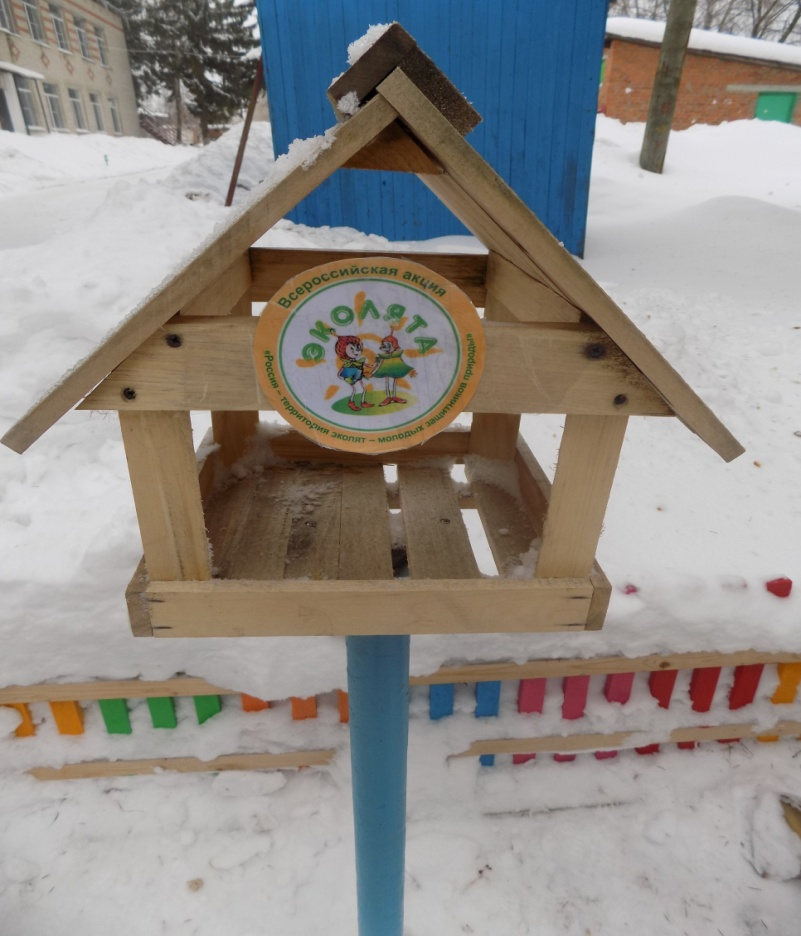 Всероссийская акция
ЭКОЛЯТА
«Россия – территория эколят – молодых защитников природы»